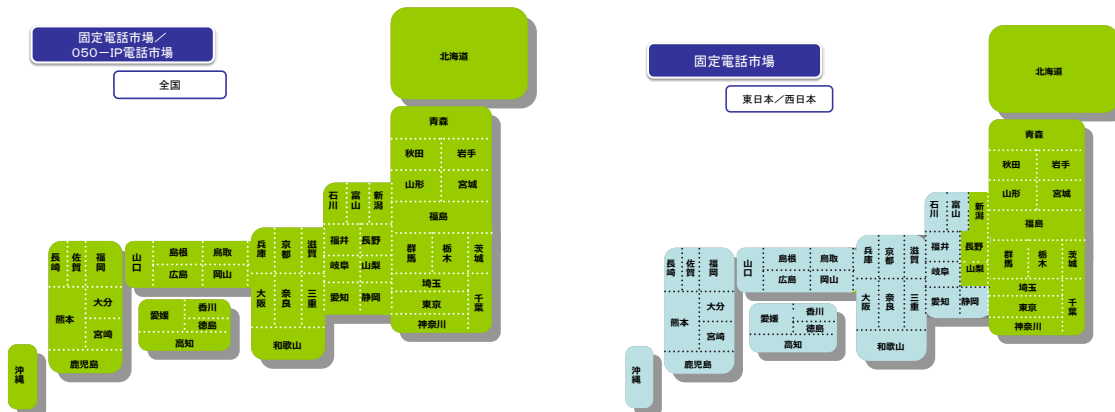 固定電話市場／
050－IP電話市場
全国
北海道
青森
秋田
岩手
山形
宮城
福島
石川
富山
新潟
福井
長野
群馬
栃木
茨城
岐阜
山梨
埼玉
愛知
静岡
東京
千葉
神奈川
兵庫
京都
滋賀
大阪
奈良
三重
和歌山
山口
島根
鳥取
広島
岡山
香川
愛媛
徳島
高知
長崎
佐賀
福岡
大分
熊本
宮崎
鹿児島
沖縄
固定電話市場
東日本／西日本
北海道
青森
秋田
岩手
山形
宮城
福島
石川
富山
新潟
福井
長野
群馬
栃木
茨城
岐阜
山梨
埼玉
愛知
静岡
東京
千葉
神奈川
兵庫
京都
滋賀
大阪
奈良
三重
和歌山
山口
島根
鳥取
広島
岡山
香川
愛媛
徳島
高知
長崎
佐賀
福岡
大分
熊本
宮崎
鹿児島
沖縄